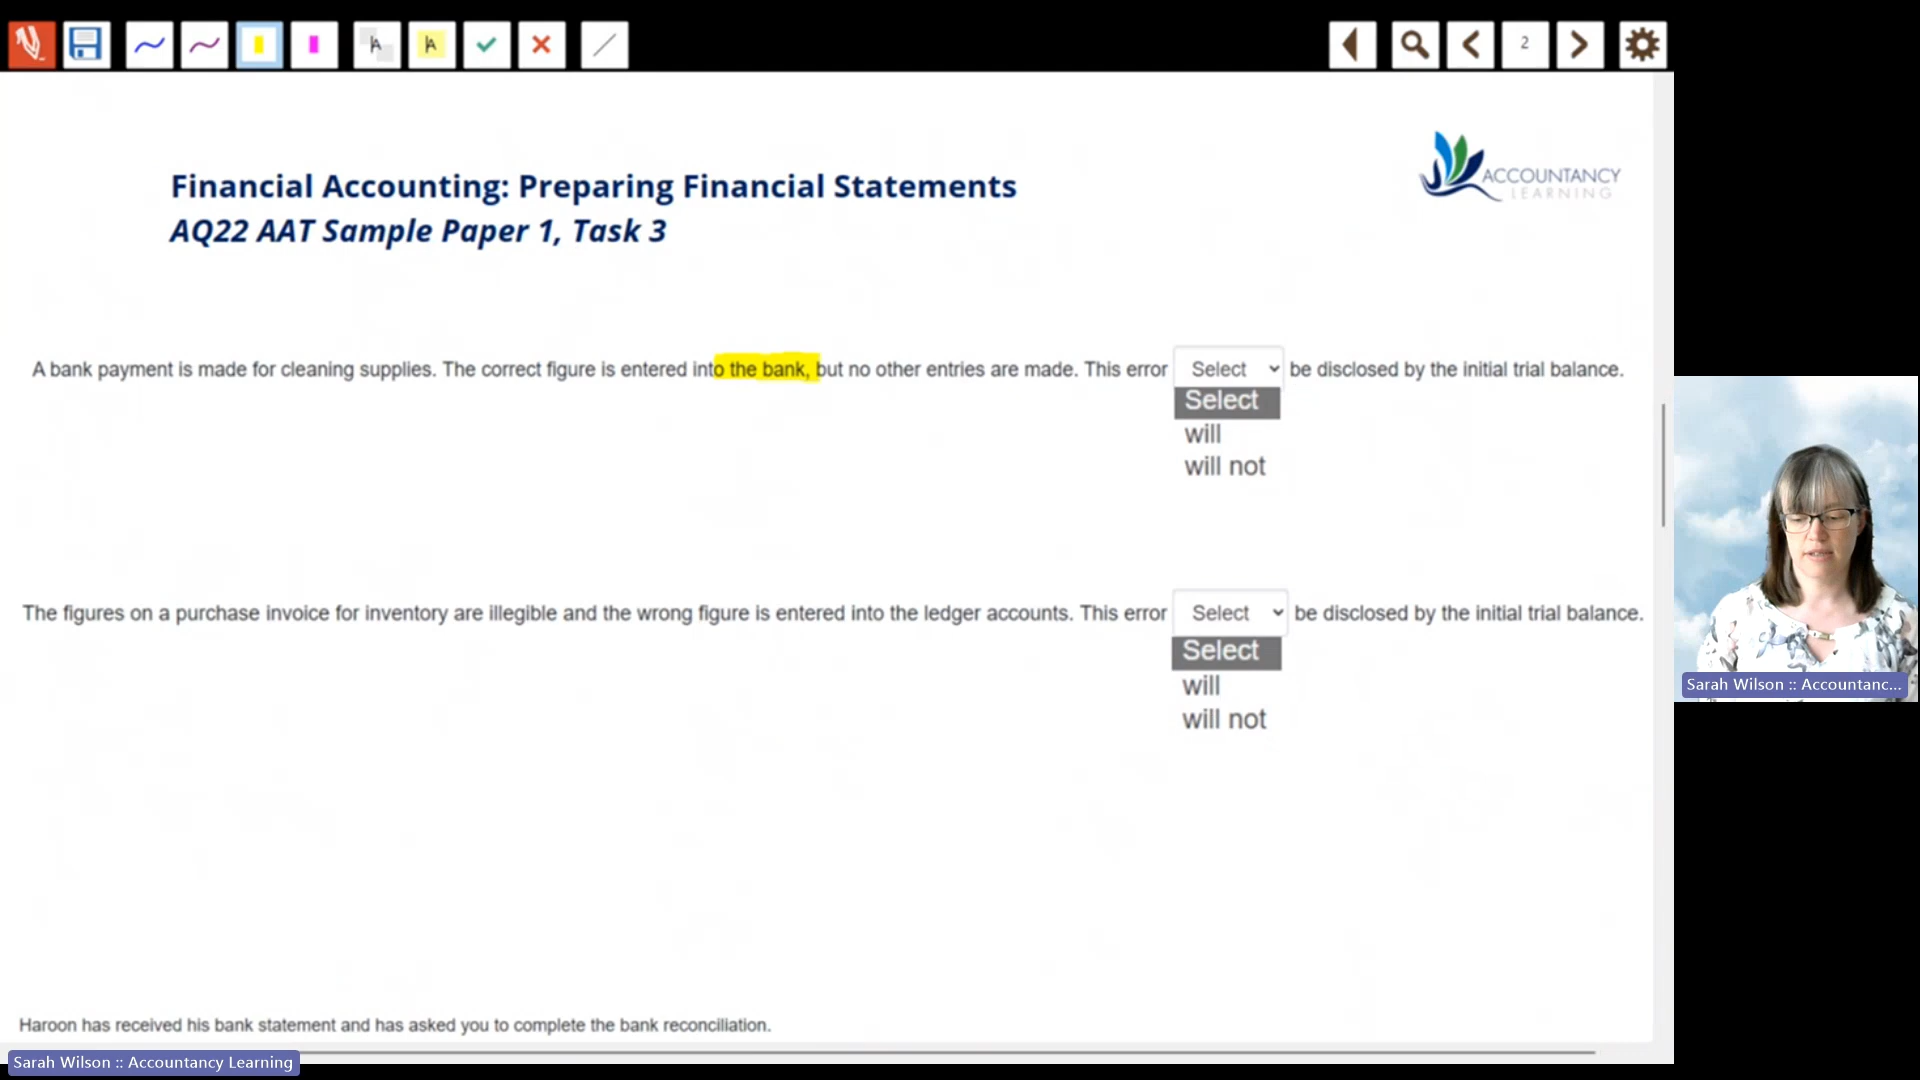 2
ACCOUNTANCY
LEARNING
Financial Accounting: Preparing Financial Statements
AQ22 AAT Sample Paper 1, Task 3
A bank payment is made for cleaning supplies. The correct figure is entered into the bank, but no other entries are made. This error Select be disclosed by the initial trial balance.
Select
will
will not
The figures on a purchase invoice for inventory are illegible and the wrong figure is entered into the ledger accounts. This error Select be disclosed by the initial trial balance.
Select
will
will not
Sarah Wilson :: Accountanc...
Haroon has received his bank statement and has asked you to complete the bank reconciliation.
Sarah Wilson :: Accountancy Learning